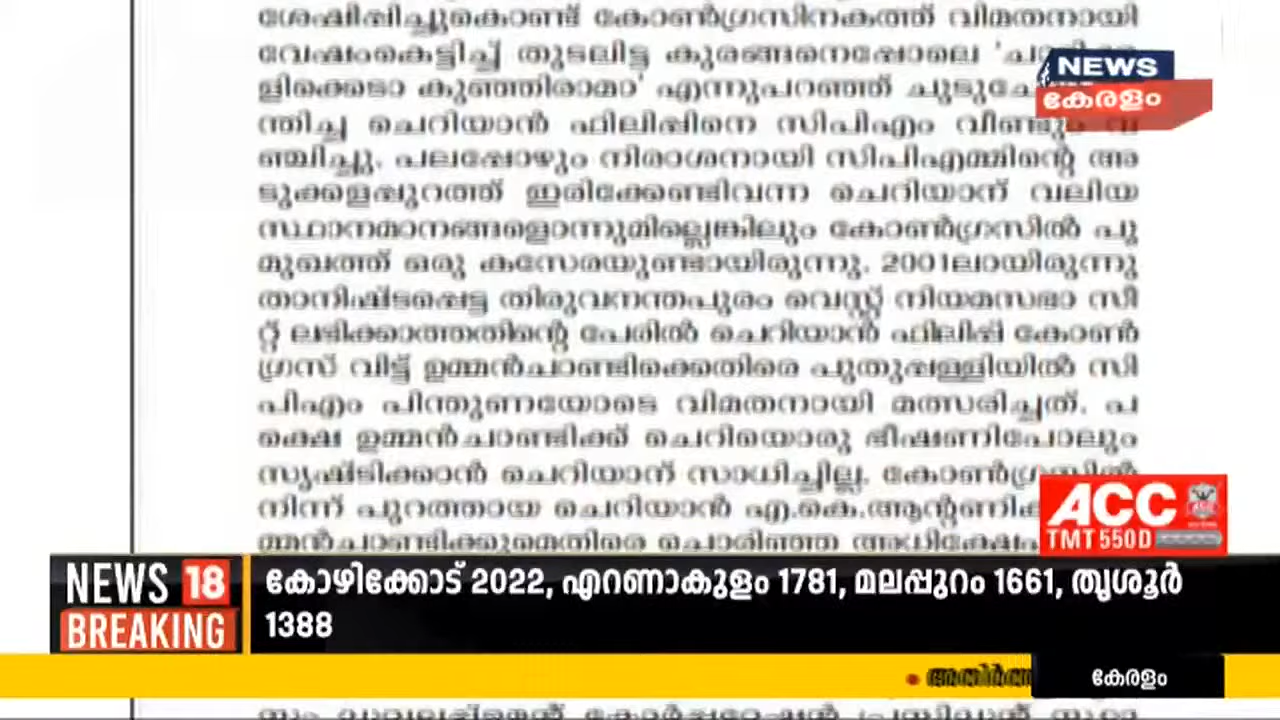 ശേഷിപ്പിച്ചുകൊണ്ട് കോൺഗ്രസിനകത്ത് വിമതനായി
വേഷംകെട്ടിച്ച് തുടലിട്ട കുരങ്ങനെപ്പോലെ
ളിക്കെടാ കുഞ്ഞിരാമാ' എന്നുപറഞ്ഞ്
ന്തിച്ച ചെറിയാൻ ഫിലിപ്പിനെ സിപിഎം വീണ്ടും വ
ഞ്ചിച്ചു. പലപ്പോഴും നിരാശനായി സിപിഎമ്മിന്റെ അ
ടുക്കളപ്പുറത്ത് ഇരിക്കേണ്ടിവന്ന ചെറിയാന് വലിയ
സ്ഥാനമാനങ്ങളൊന്നുമില്ലെങ്കിലും കോൺഗ്രസിൽ പൂ
മുഖത്ത് ഒരു കസേരയുണ്ടായിരുന്നു. 2001ലായിരുന്നു
താനിഷ്ടപ്പെട്ട തിരുവനന്തപുരം വെസ്റ്റ് നിയമസഭാ സീ
റ്റ് ലഭിക്കാത്തതിന്റെ പേരിൽ ചെറിയാൻ ഫിലിപ്പ് കോൺ
ഗ്രസ് വിട്ട് ഉമ്മൻചാണ്ടിക്കെതിരെ പുതുപ്പള്ളിയിൽ സി
പിഎം പിന്തുണയോടെ വിമതനായി മത്സരിച്ചത്. പ
ക്ഷെ ഉമ്മൻചാണ്ടിക്ക് ചെറിയൊരു ഭീഷണിപോലും
സൃഷ്ടിക്കാൻ ചെറിയാന് സാധിച്ചില്ല. കോൺഗ്രസിൽ
നിന്ന് പുറത്തായ ചെറിയാൻ എ.കെ.ആന്റണിക്
മ്മൻചാണ്ടിക്കുമെതിരെ ചൊരിഞ്ഞ അധിക്ഷേപ
NEWS
കേരളം
ACC
TMT 550D
NEWS 18
BREAKING
കോഴിക്കോട് 2022, എറണാകുളം 1781, മലപ്പുറം 1661, തൃശൂർ
1388
കേരളം